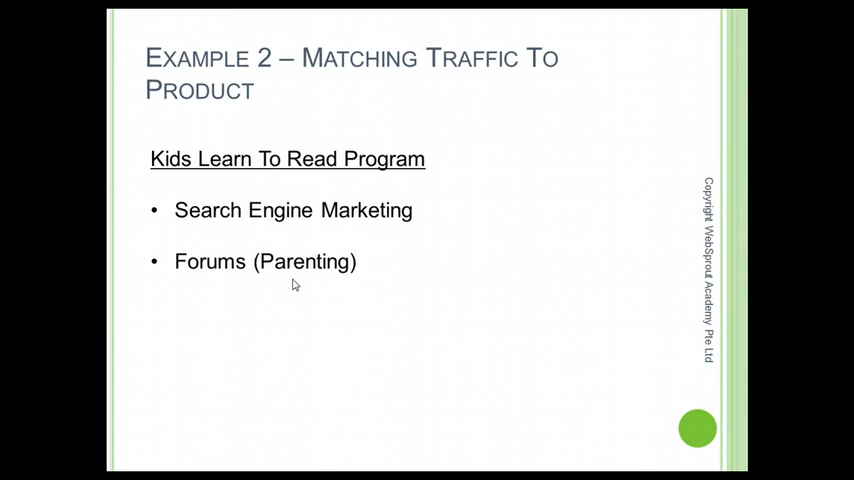 EXAMPLE 2 – MATCHING TRAFFIC TO
PRODUCT
Kids Learn To Read Program
• Search Engine Marketing
• Forums (Parenting)
Copyright WebSprout Academy Pte Ltd